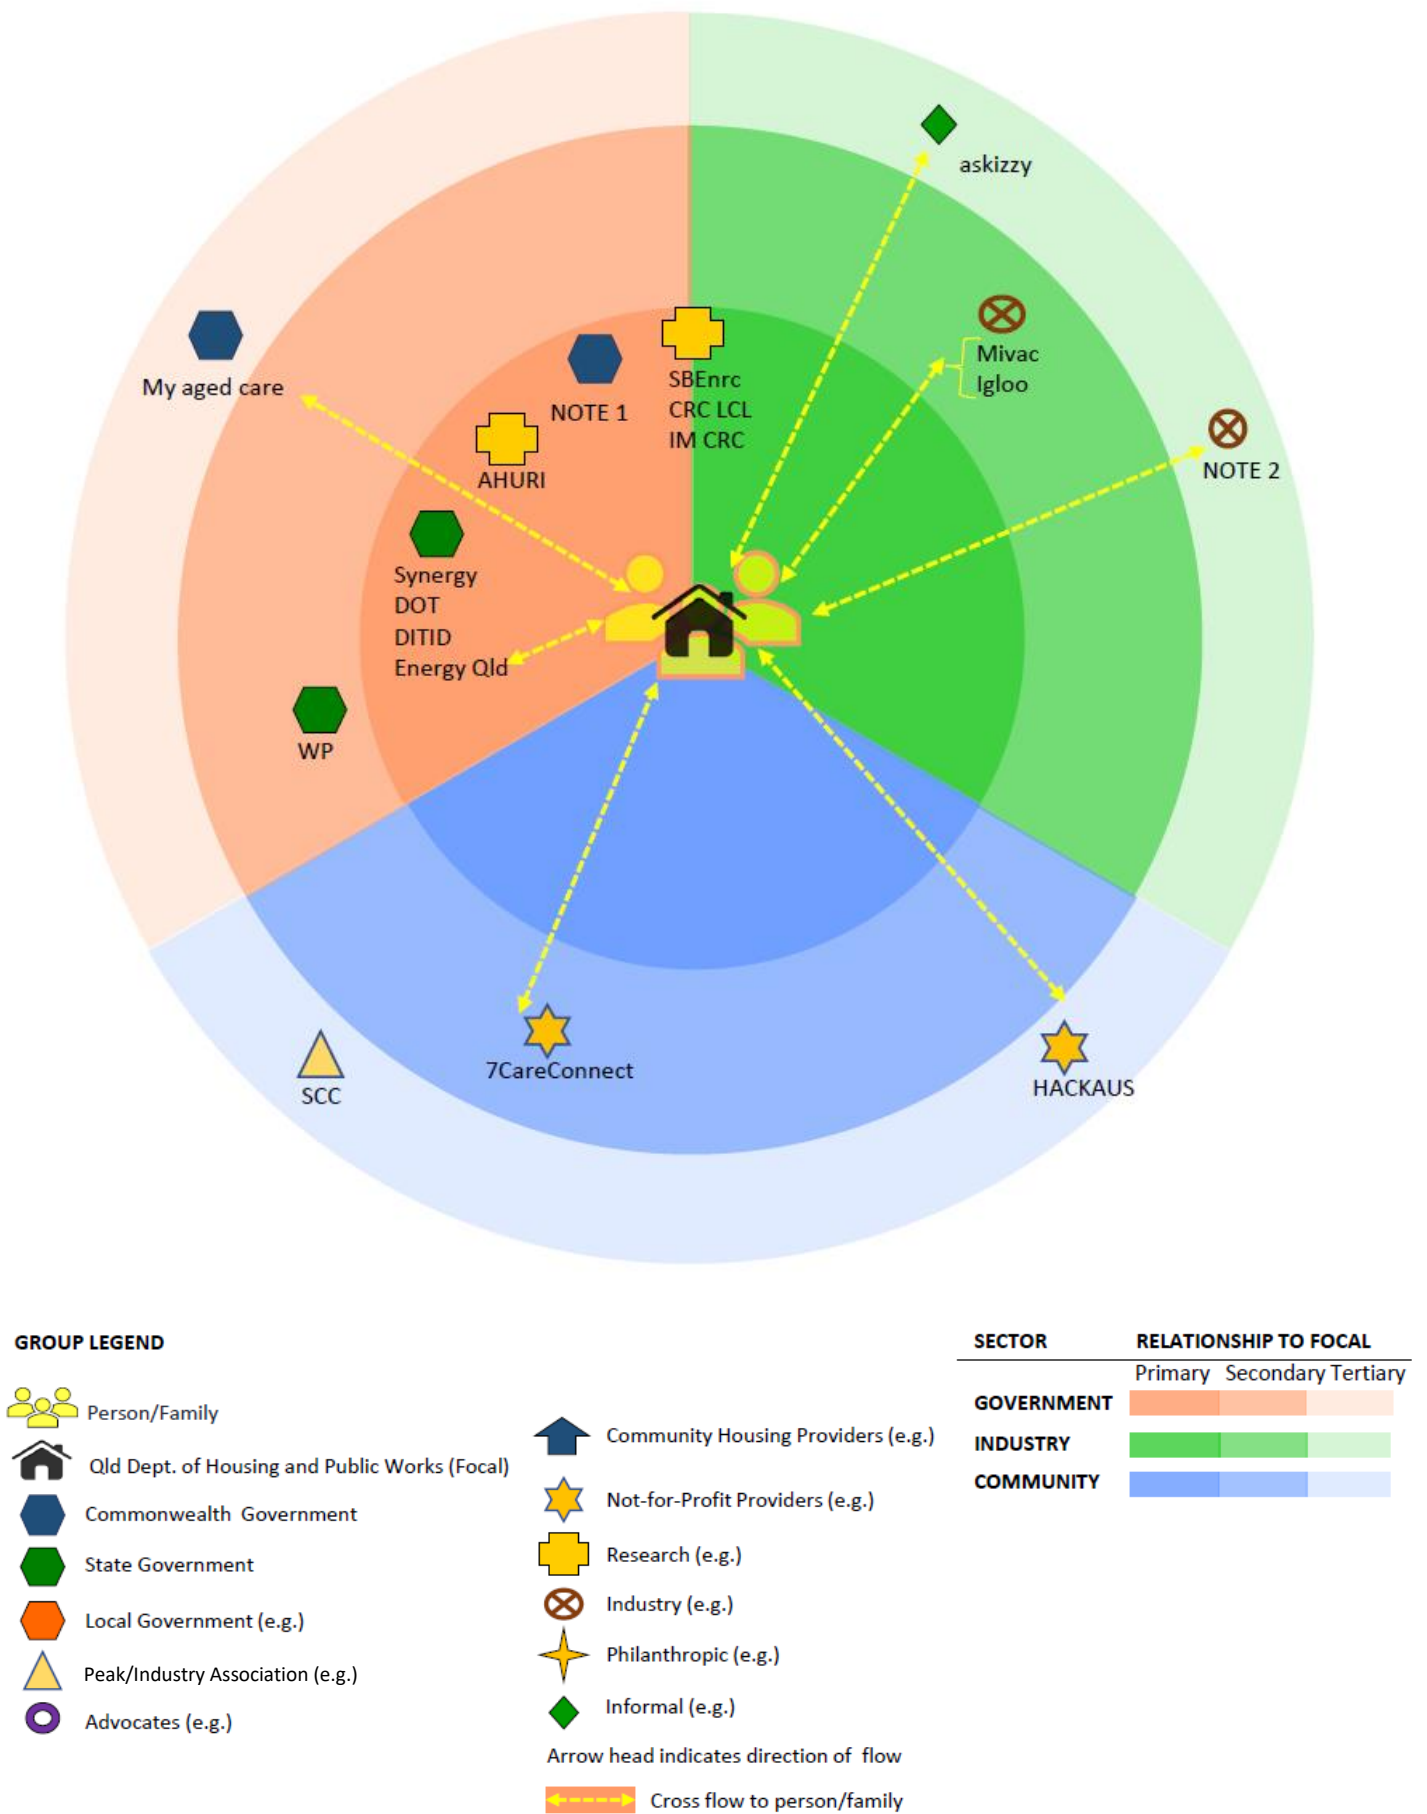 askizzy
Mivac
Igloo
My aged care
NOTE 1
SBEnrc
CRC LCL
IM CRC
NOTE 2
AHURI
Synergy
DOT
DITID
Energy Qld
WP
7CareConnect
SCC
HACKAUS
GROUP LEGEND
Person/Family
Qld Dept. of Housing and Public Works (Focal)
Commonwealth Government
State Government
Local Government (e.g.)
Peak/Industry Association (e.g.)
Advocates (e.g.)
Community Housing Providers (e.g.)
Not-for-Profit Providers (e.g.)
Research (e.g.)
Industry (e.g.)
Philanthropic (e.g.)
Informal (e.g.)
Arrow head indicates direction of flow
Cross flow to person/family
SECTOR RELATIONSHIP TO FOCAL
Primary Secondary Tertiary
GOVERNMENT
INDUSTRY
COMMUNITY